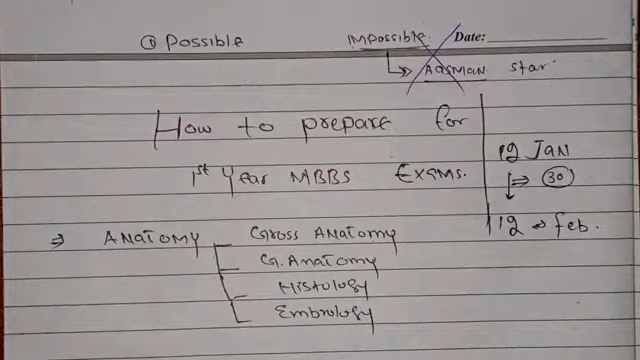 ① Possible
Impossible Date:
Aasman star
How to prepare for
1st Year MBBS Exams.
12 Jan
⇒ 30
12 → feb.
⇒ Anatomy Gross Anatomy
G. Anatomy
Histology
Embrology